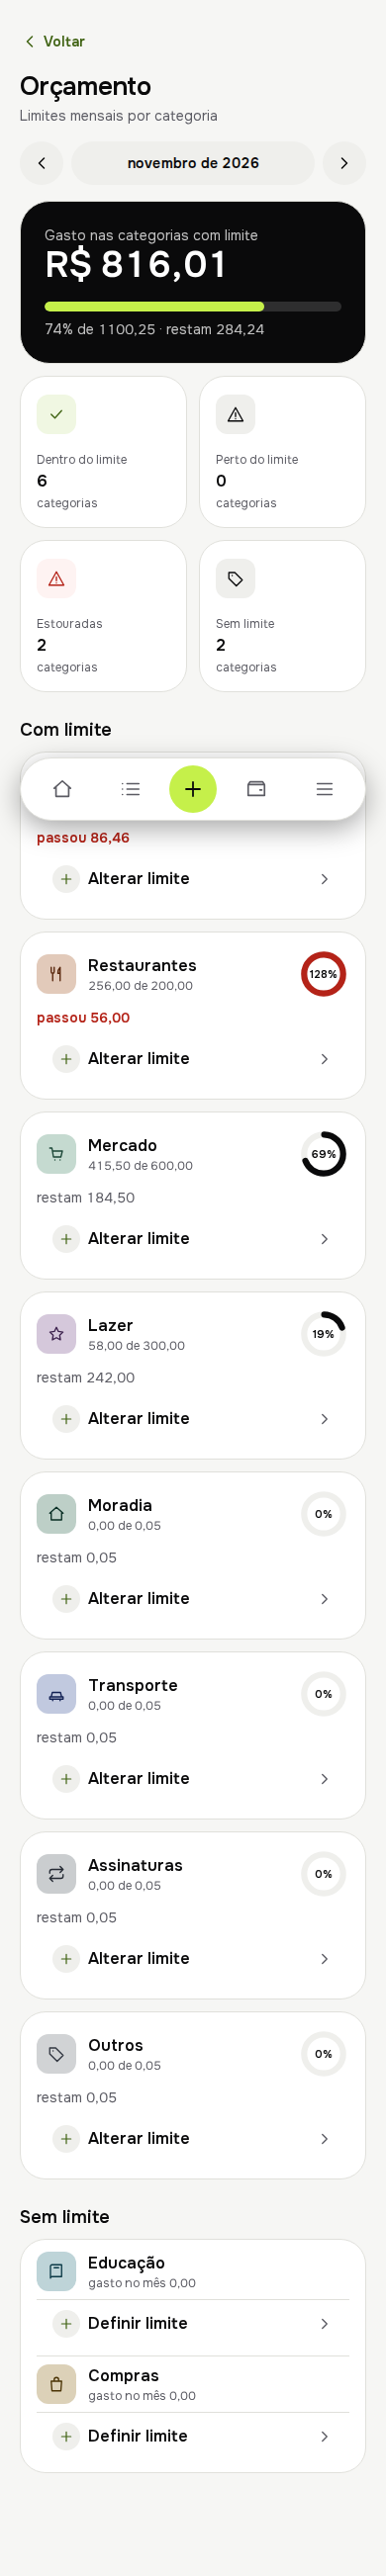 Voltar
Orçamento
Limites mensais por categoria
novembro de 2026
Gasto nas categorias com limite
R$ 816,01
74% de 1100,25 · restam 284,24
Dentro do limite
6
categorias
Perto do limite
0
categorias
Estouradas
2
categorias
Sem limite
2
categorias
Com limite
passou 86,46
Alterar limite
Restaurantes
256,00 de 200,00
128%
passou 56,00
Alterar limite
Mercado
415,50 de 600,00
69%
restam 184,50
Alterar limite
Lazer
58,00 de 300,00
19%
restam 242,00
Alterar limite
Moradia
0,00 de 0,05
0%
restam 0,05
Alterar limite
Transporte
0,00 de 0,05
0%
restam 0,05
Alterar limite
Assinaturas
0,00 de 0,05
0%
restam 0,05
Alterar limite
Outros
0,00 de 0,05
0%
restam 0,05
Alterar limite
Sem limite
Educação
gasto no mês 0,00
Definir limite
Compras
gasto no mês 0,00
Definir limite